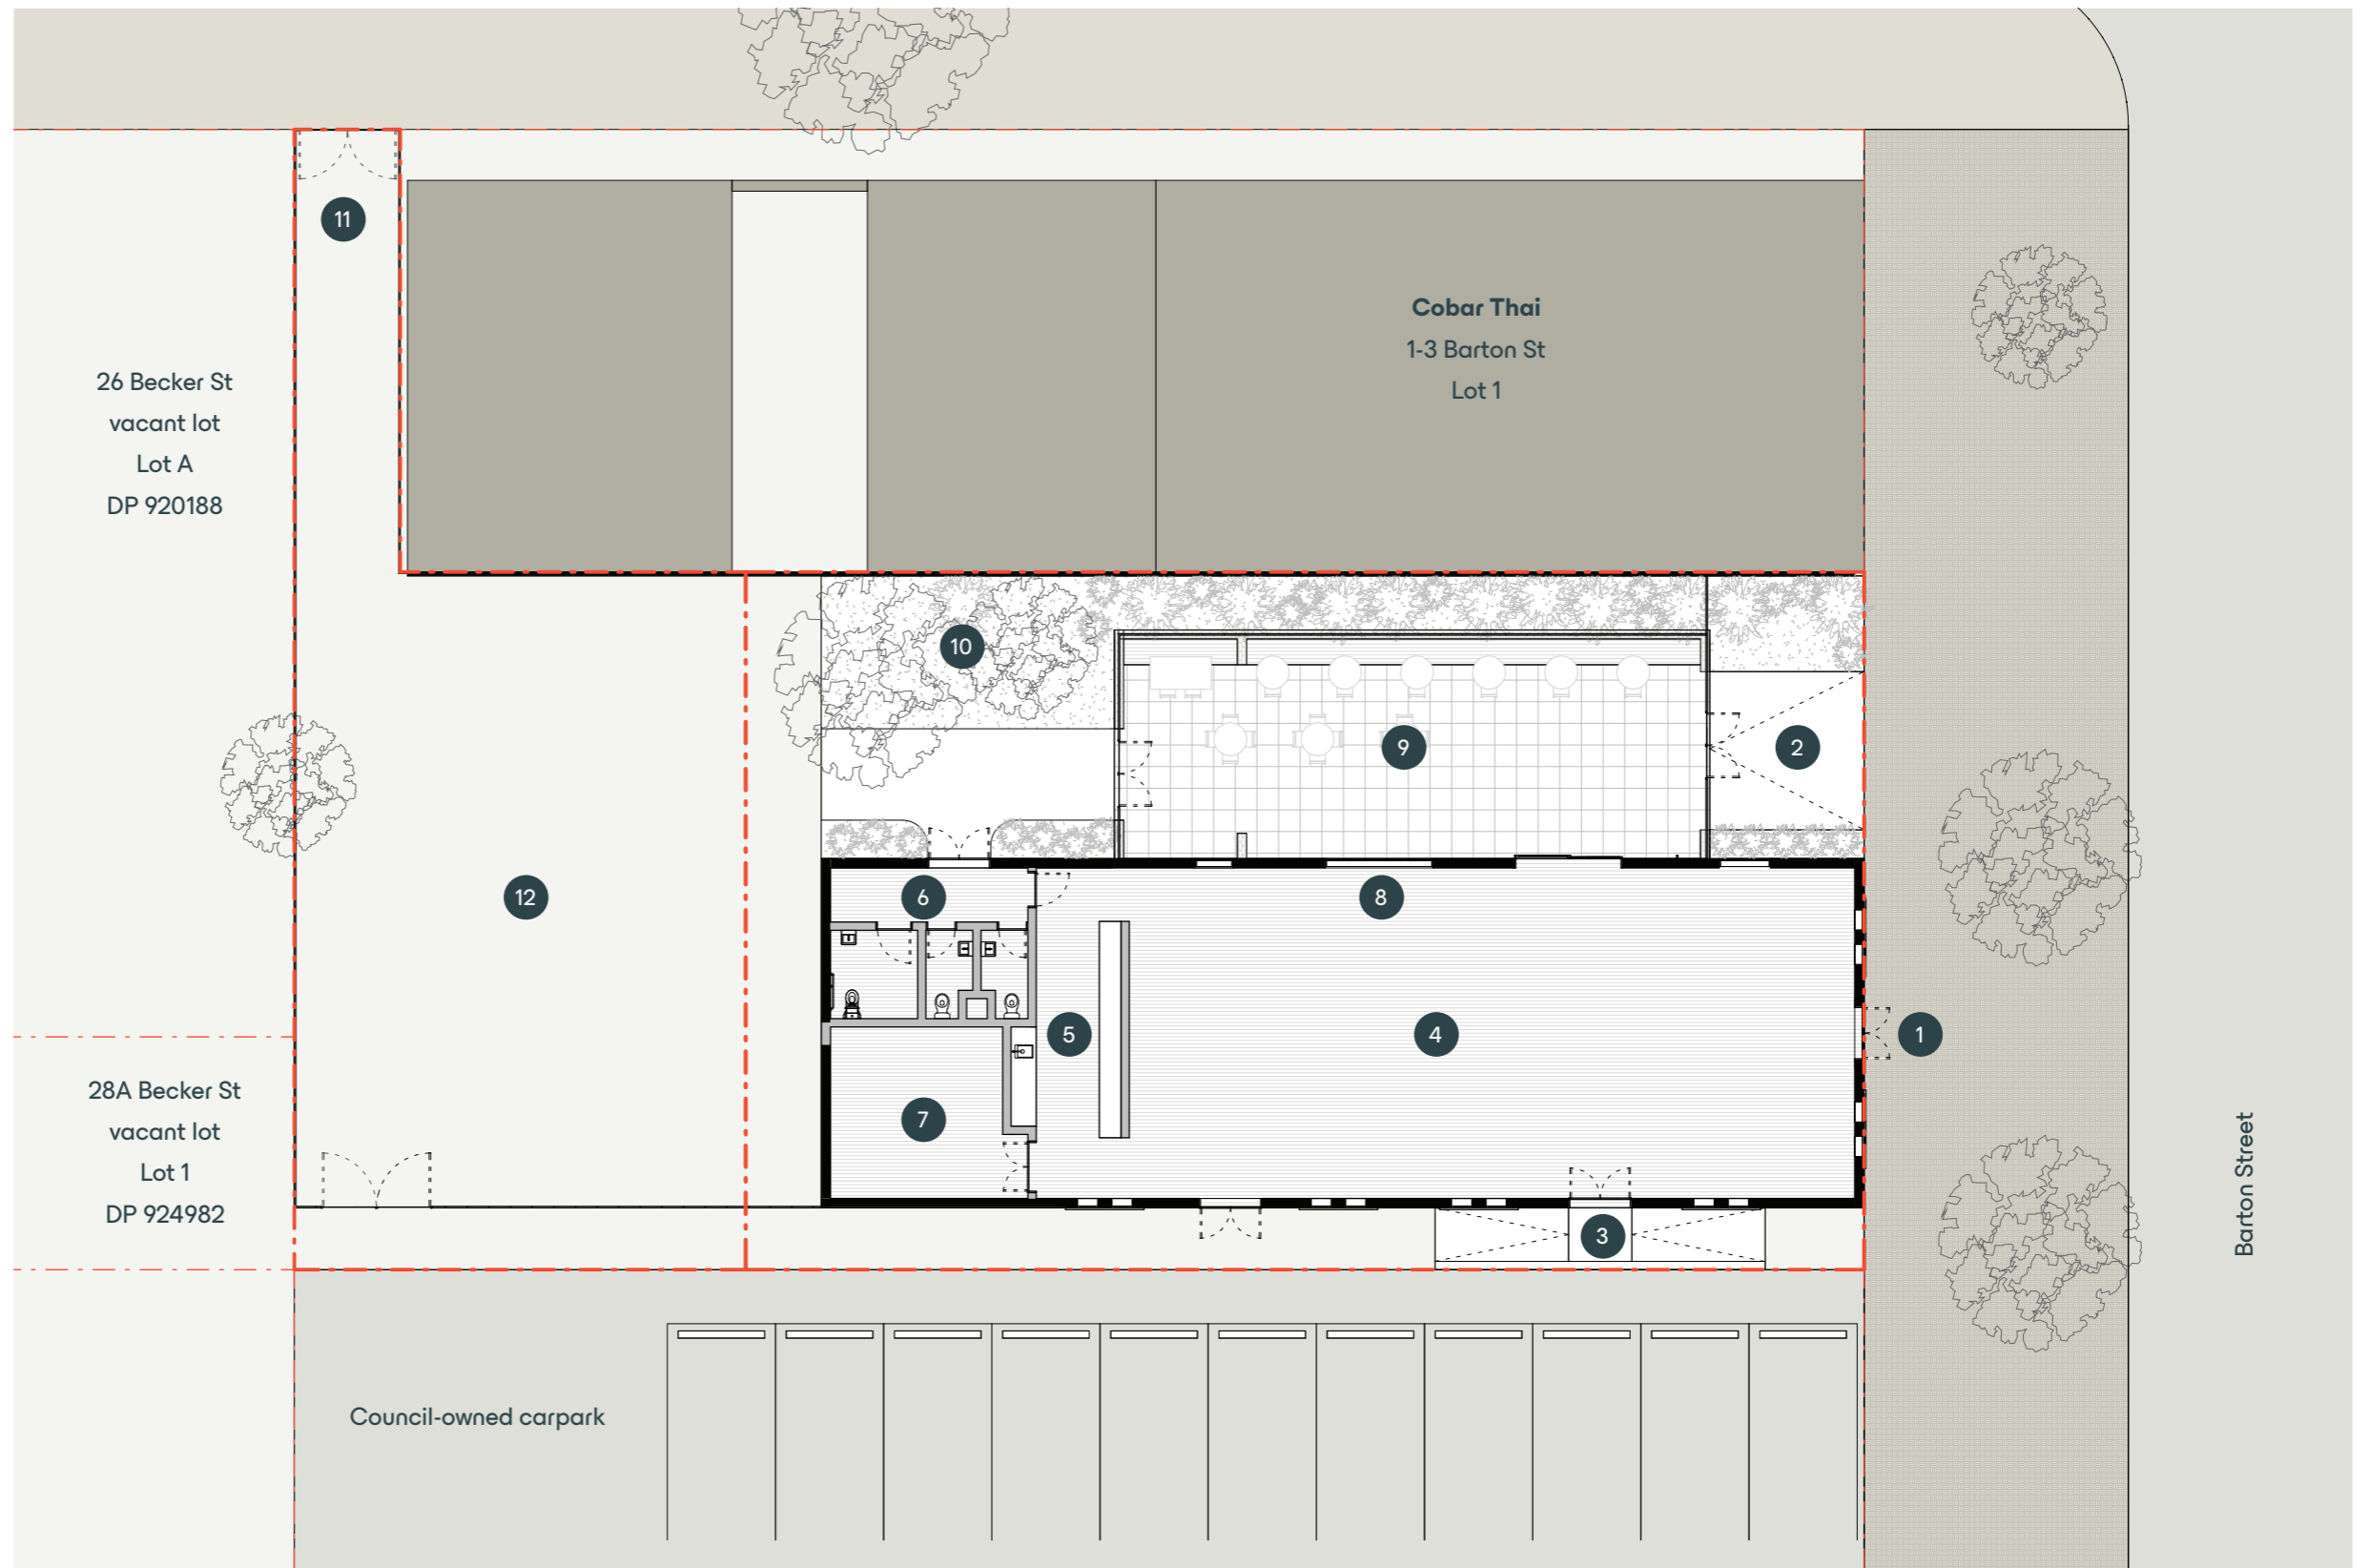 11
Cobar Thai
1-3 Barton St
Lot 1
26 Becker St
vacant lot
Lot A
DP 920188
10
9
2
12
6
8
5
4
1
28A Becker St
vacant lot
Lot 1
DP 924982
7
3
Barton Street
Council-owned carpark